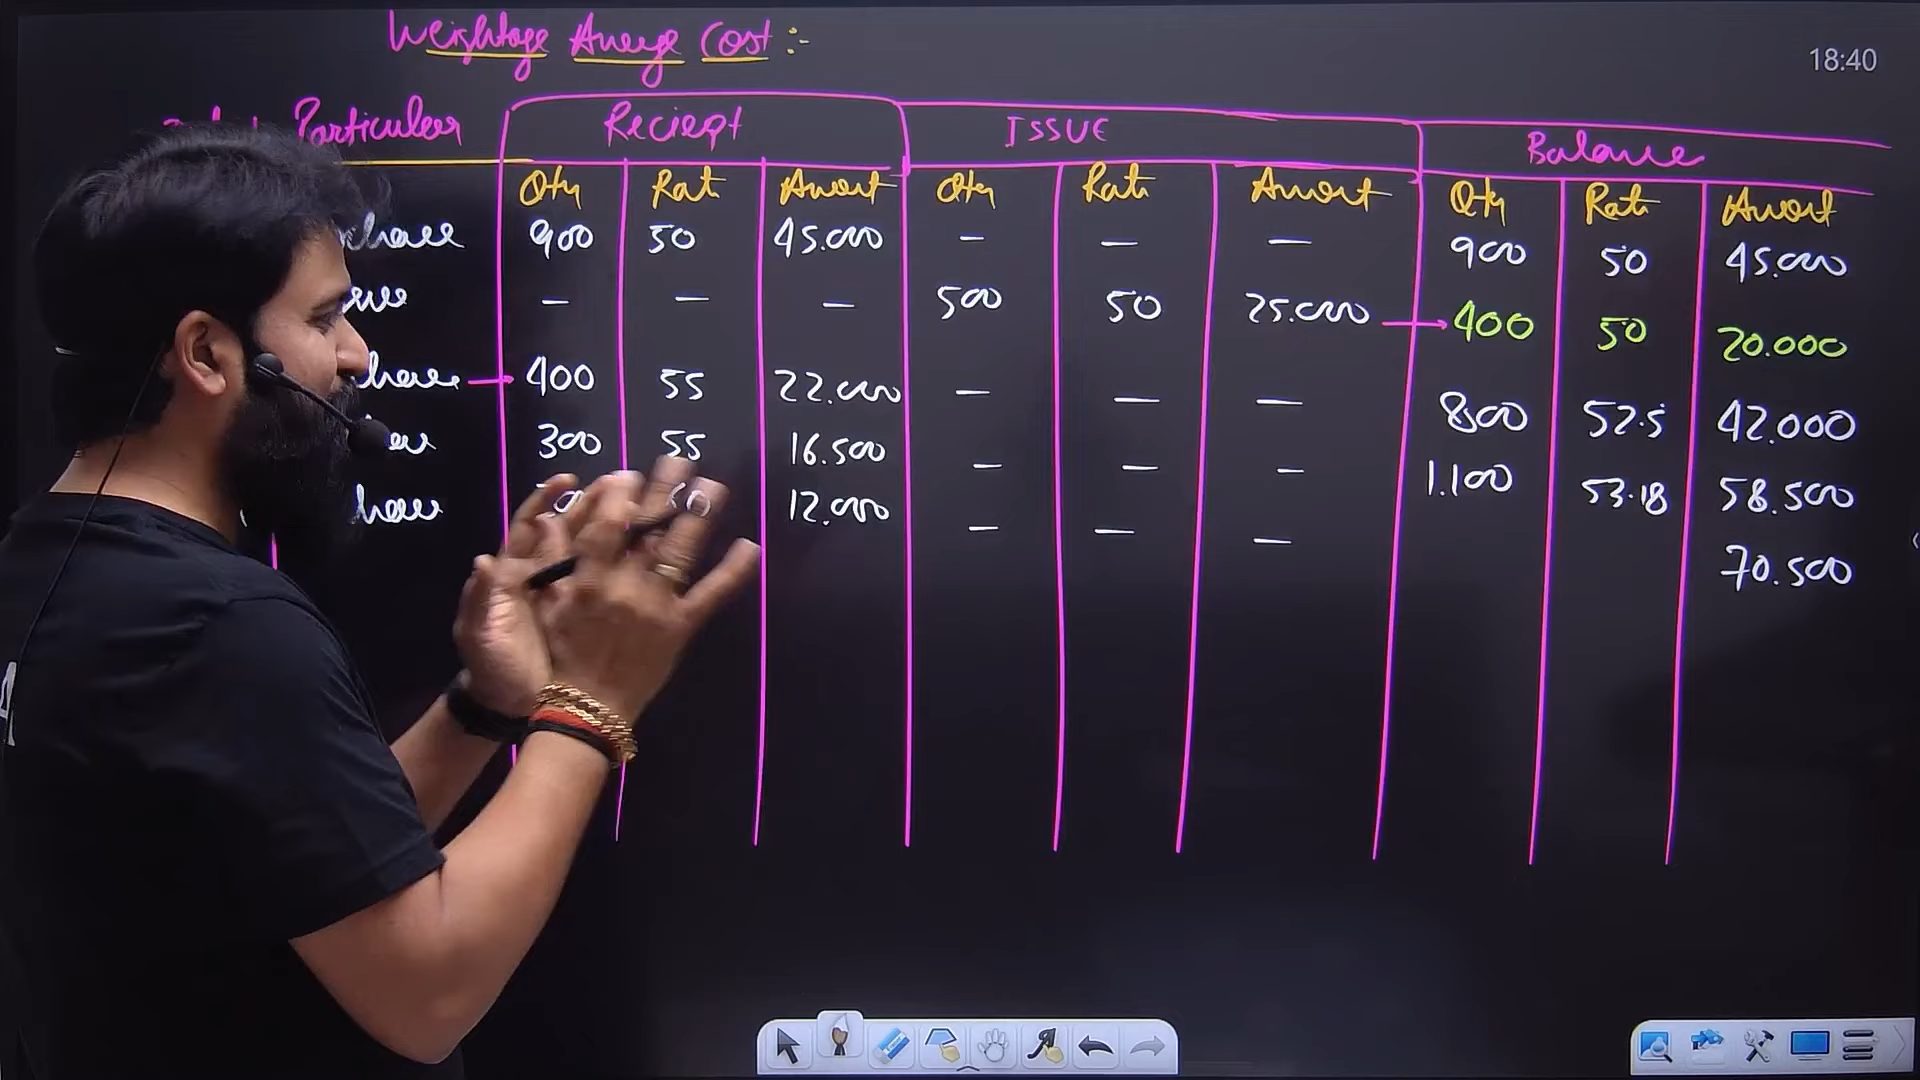 Weightage Average Cost :-
18:40
Particulars Reciept ISSUE Balance
Qty Rate Amount Qty Rate Amount Qty Rate Amount
900 50 45.000 — — — 900 50 45.000
— — — 500 50 25.000 → 400 50 20.000
400 55 22.000 — — — 800 52.5 42.000
300 55 16.500 — — — 1.100 53.18 58.500
12.000 — — — 70.500